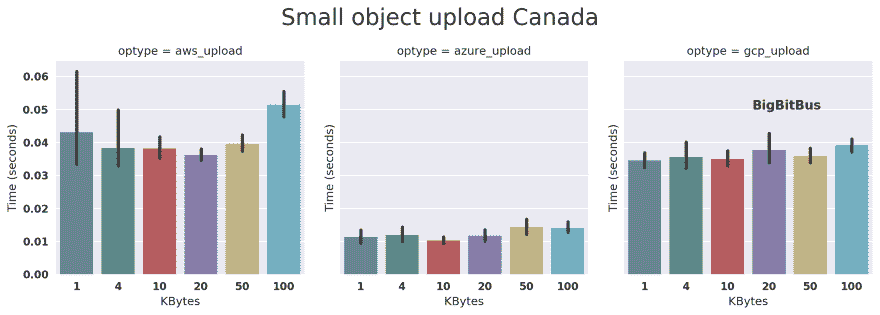 Small object upload Canada
optype = aws_upload
optype = azure_upload
optype = gcp_upload
Time (seconds)
0.06
0.05
0.04
0.03
0.02
0.01
0.00
1 4 10 20 50 100
KBytes
Time (seconds)
1 4 10 20 50 100
KBytes
Time (seconds)
BigBitBus
1 4 10 20 50 100
KBytes